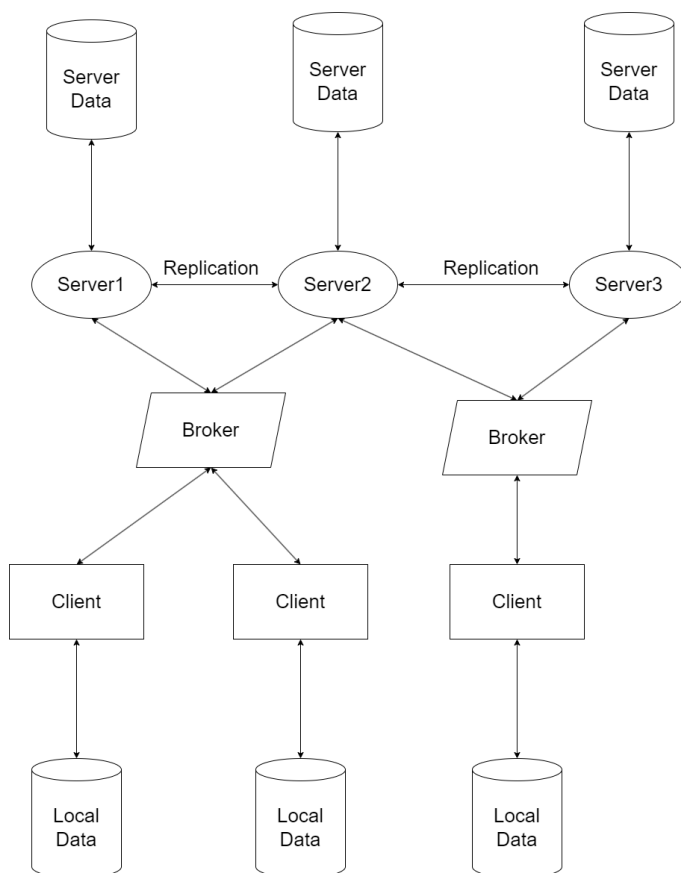 Server
Data
Server
Data
Server
Data
Server1
Replication
Server2
Replication
Server3
Broker
Broker
Client
Client
Client
Local
Data
Local
Data
Local
Data